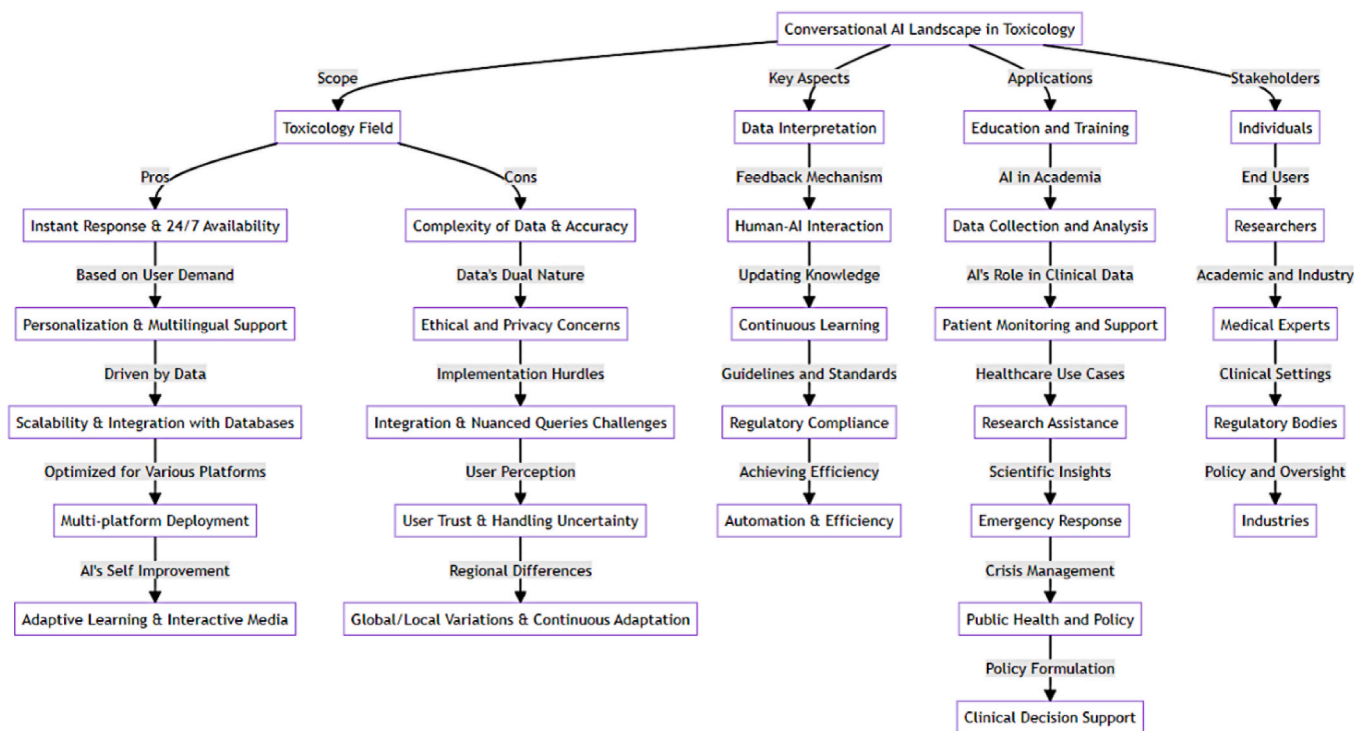 Conversational AI Landscape in Toxicology
Scope
Key Aspects
Applications
Stakeholders
Toxicology Field
Data Interpretation
Education and Training
Individuals
Pros
Cons
Feedback Mechanism
AI in Academia
End Users
Instant Response & 24/7 Availability
Complexity of Data & Accuracy
Human-AI Interaction
Data Collection and Analysis
Researchers
Based on User Demand
Data's Dual Nature
Updating Knowledge
AI's Role in Clinical Data
Academic and Industry
Personalization & Multilingual Support
Ethical and Privacy Concerns
Continuous Learning
Patient Monitoring and Support
Medical Experts
Driven by Data
Implementation Hurdles
Guidelines and Standards
Healthcare Use Cases
Clinical Settings
Scalability & Integration with Databases
Integration & Nuanced Queries Challenges
Regulatory Compliance
Research Assistance
Regulatory Bodies
Optimized for Various Platforms
User Perception
Achieving Efficiency
Scientific Insights
Policy and Oversight
Multi-platform Deployment
User Trust & Handling Uncertainty
Automation & Efficiency
Emergency Response
Industries
AI's Self Improvement
Regional Differences
Crisis Management
Adaptive Learning & Interactive Media
Global/Local Variations & Continuous Adaptation
Public Health and Policy
Policy Formulation
Clinical Decision Support